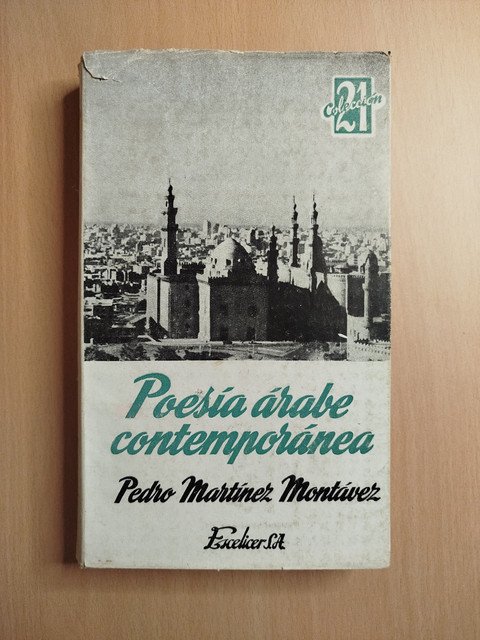 Colección
21
Poesía árabe
contemporánea
Pedro Martínez Montávez
Escelicer S.A.